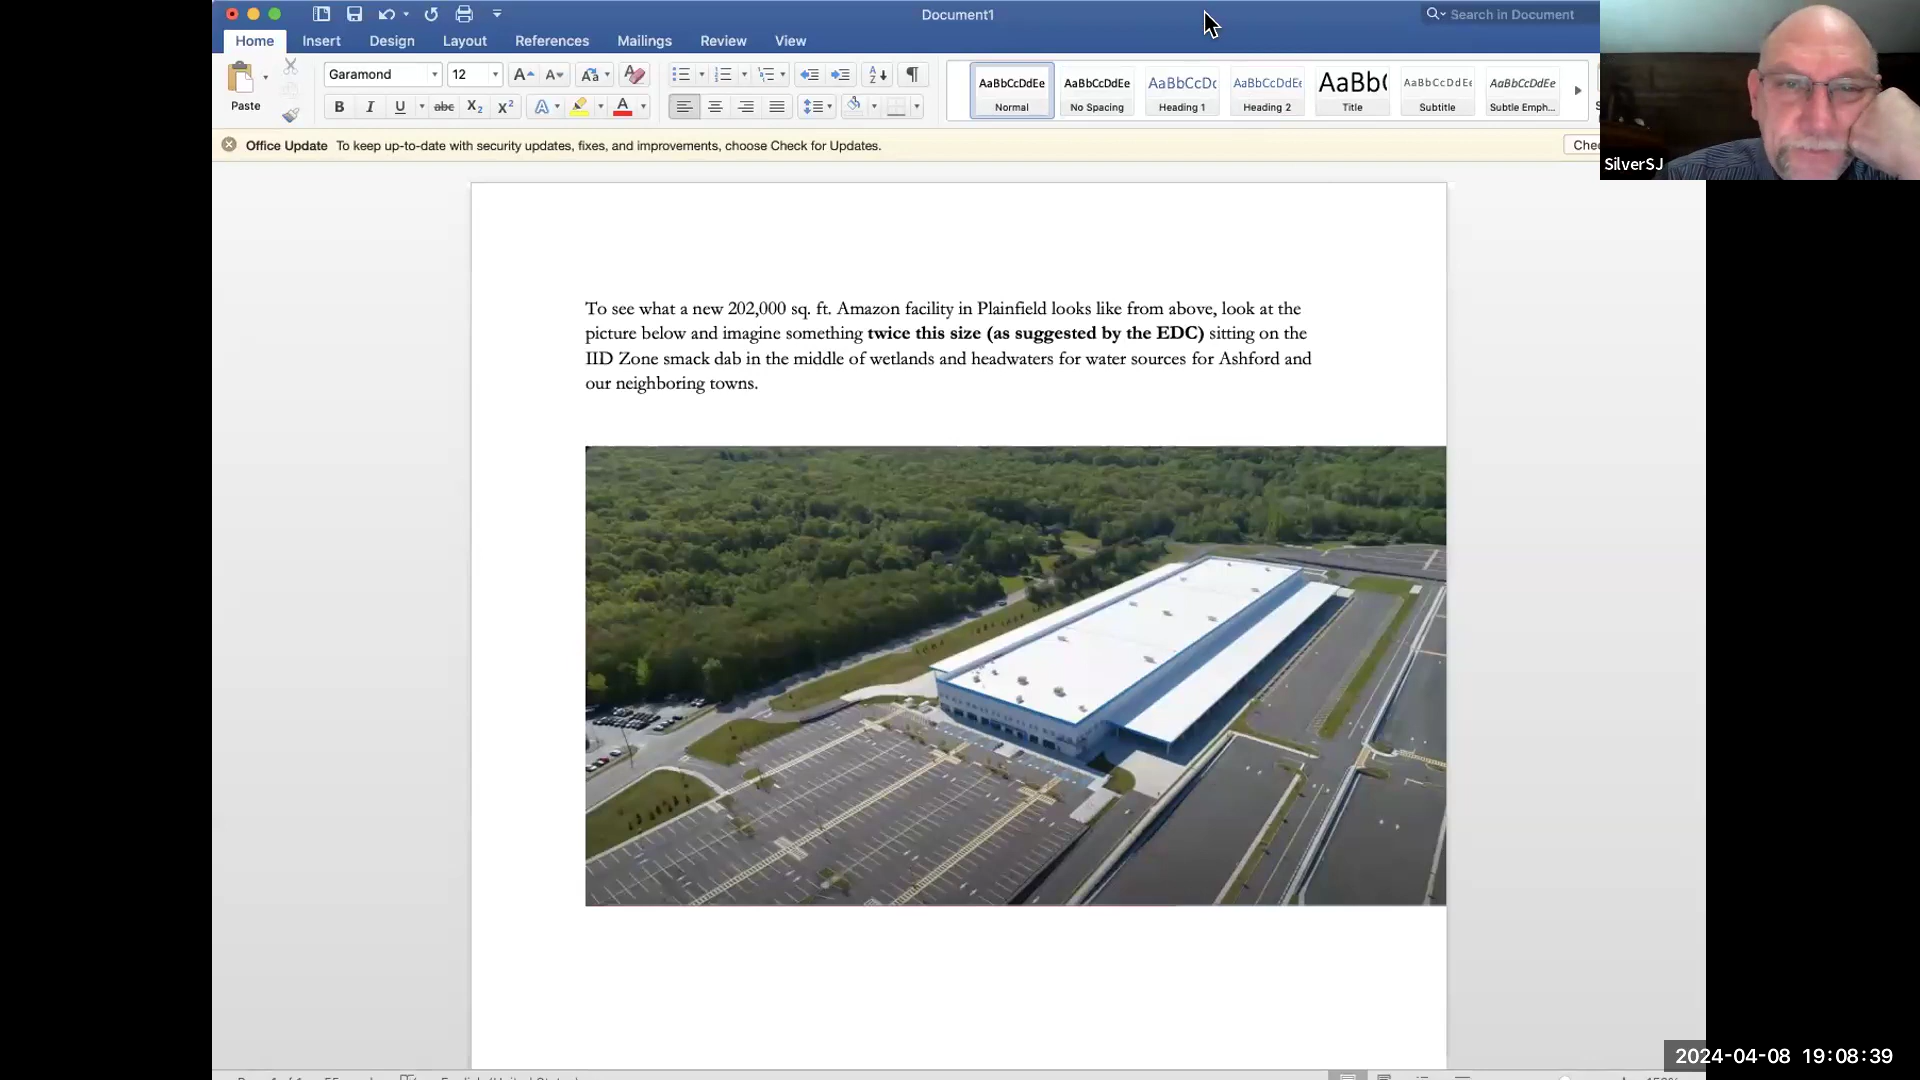 Document1
Search in Document
Home Insert Design Layout References Mailings Review View
Paste
Garamond 12
AaBbCcDdEe AaBbCcDdEe AaBbCcDc AaBbCcDdEe AaBb( AaBbCcDdEe AaBbCcDdEe
Normal No Spacing Heading 1 Heading 2 Title Subtitle Subtle Emph...
Office Update To keep up-to-date with security updates, fixes, and improvements, choose Check for Updates.
SilverSJ
To see what a new 202,000 sq. ft. Amazon facility in Plainfield looks like from above, look at the
picture below and imagine something twice this size (as suggested by the EDC) sitting on the
IID Zone smack dab in the middle of wetlands and headwaters for water sources for Ashford and
our neighboring towns.
2024-04-08 19:08:39